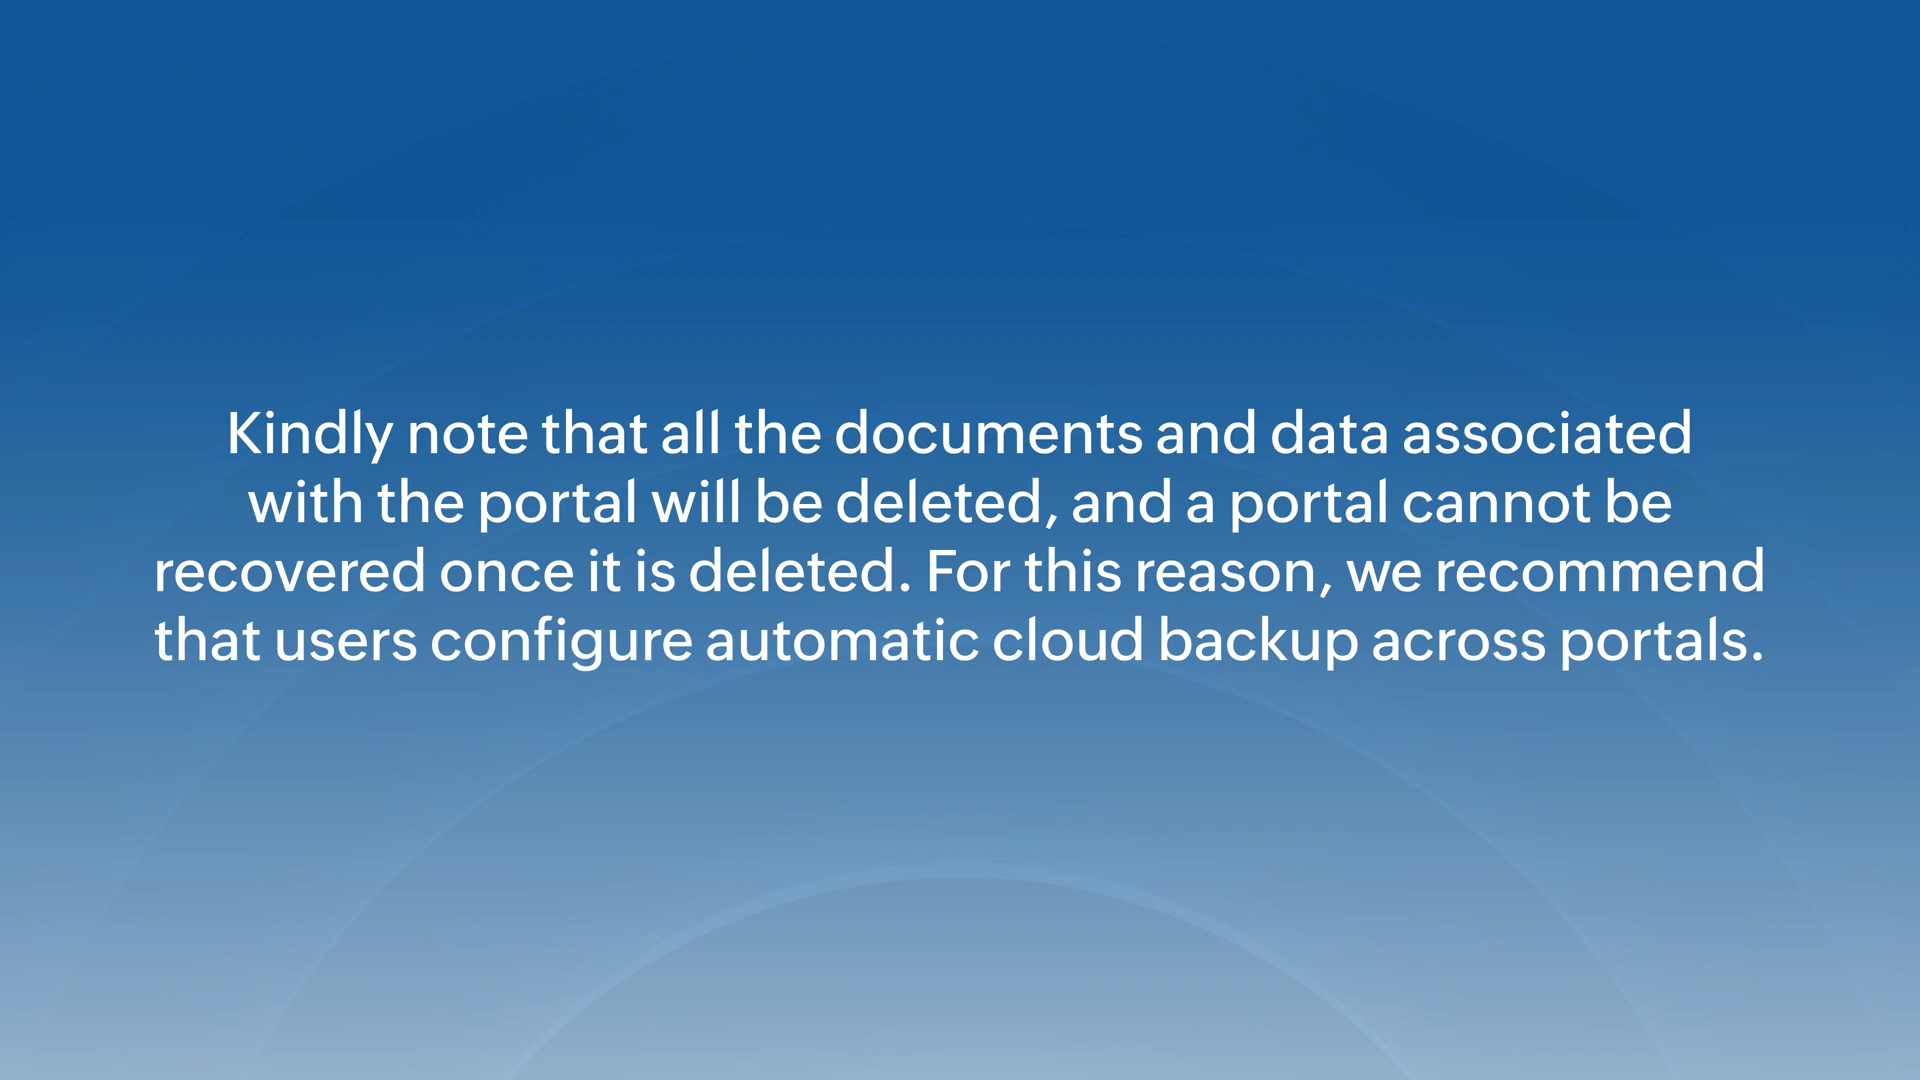 Kindly note that all the documents and data associated
with the portal will be deleted, and a portal cannot be
recovered once it is deleted. For this reason, we recommend
that users configure automatic cloud backup across portals.